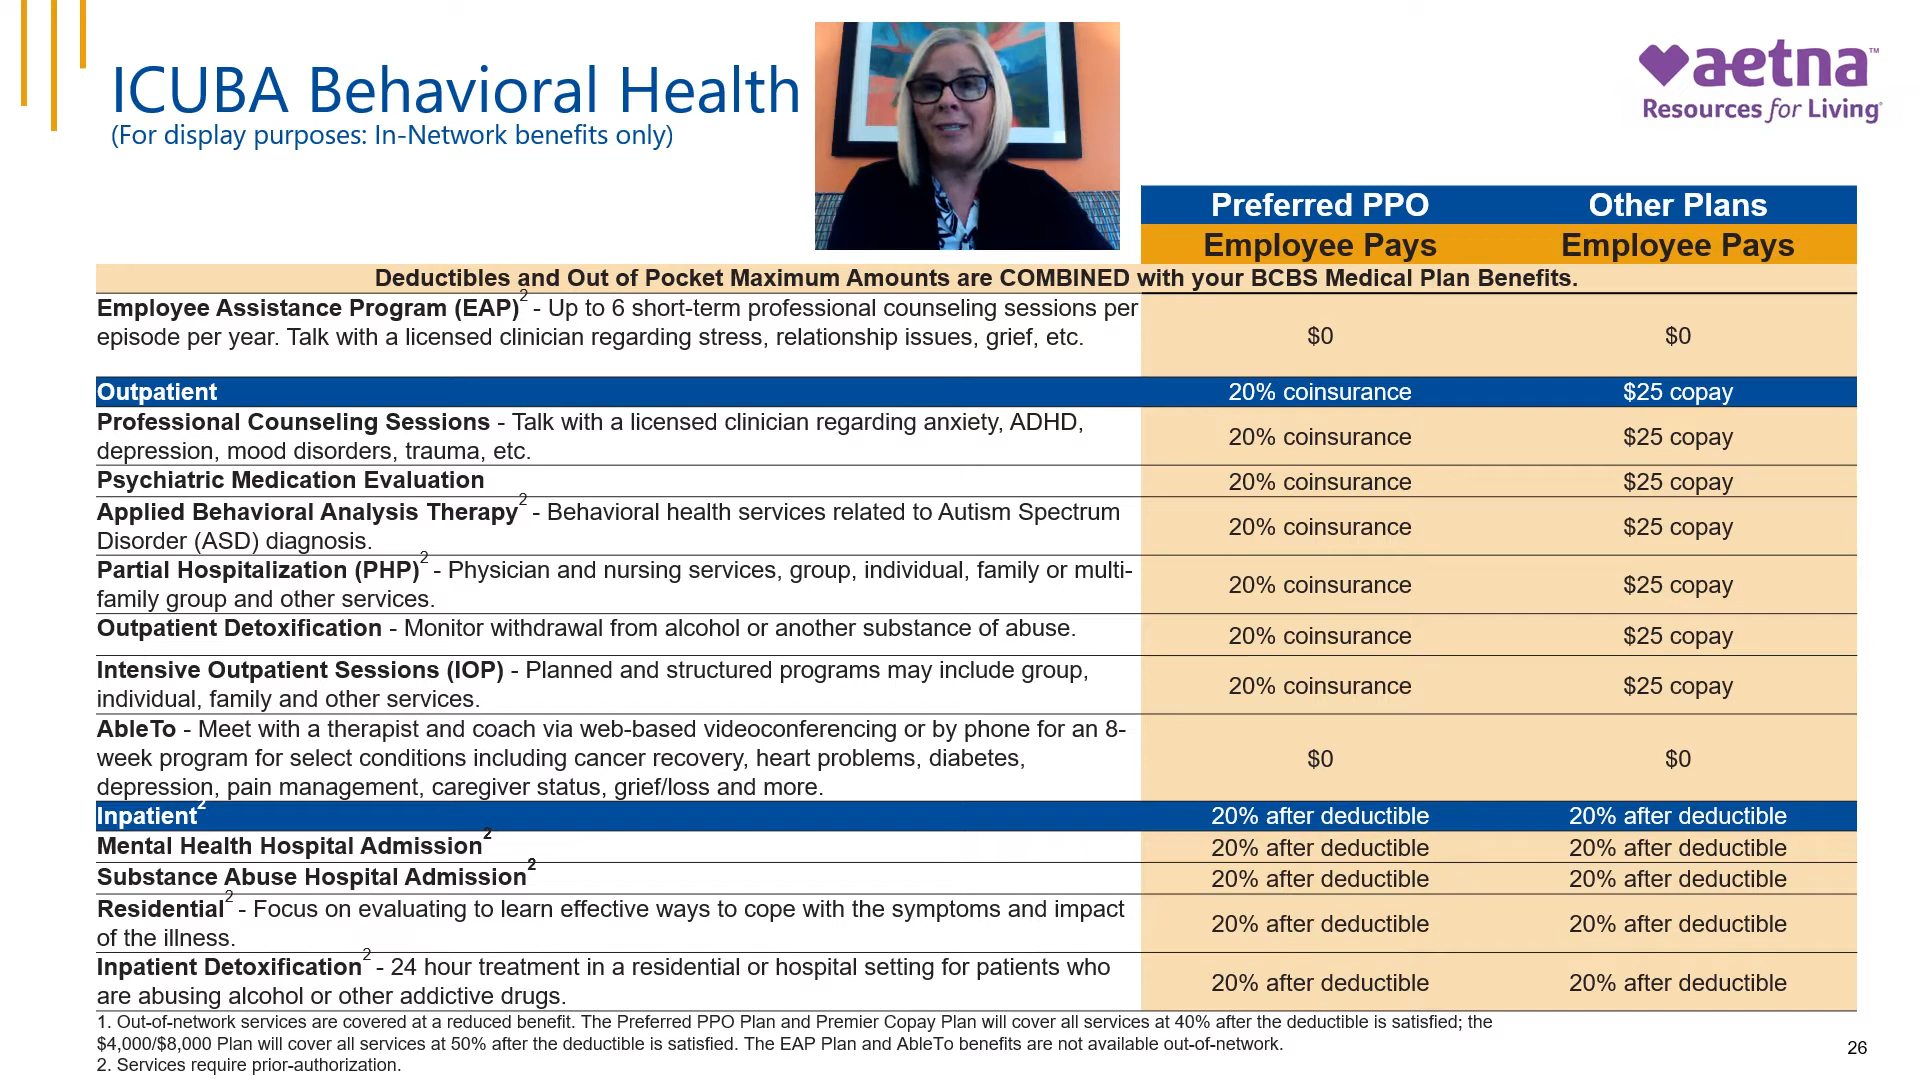 ICUBA Behavioral Health
(For display purposes: In-Network benefits only)
aetna™
Resources for Living
Preferred PPO Other Plans
Employee Pays Employee Pays
Deductibles and Out of Pocket Maximum Amounts are COMBINED with your BCBS Medical Plan Benefits.
Employee Assistance Program (EAP)2 - Up to 6 short-term professional counseling sessions per
episode per year. Talk with a licensed clinician regarding stress, relationship issues, grief, etc.
$0 $0
Outpatient 20% coinsurance $25 copay
Professional Counseling Sessions - Talk with a licensed clinician regarding anxiety, ADHD,
depression, mood disorders, trauma, etc.
20% coinsurance $25 copay
Psychiatric Medication Evaluation 20% coinsurance $25 copay
Applied Behavioral Analysis Therapy2 - Behavioral health services related to Autism Spectrum
Disorder (ASD) diagnosis.
20% coinsurance $25 copay
Partial Hospitalization (PHP)2 - Physician and nursing services, group, individual, family or multi-
family group and other services.
20% coinsurance $25 copay
Outpatient Detoxification - Monitor withdrawal from alcohol or another substance of abuse. 20% coinsurance $25 copay
Intensive Outpatient Sessions (IOP) - Planned and structured programs may include group,
individual, family and other services.
20% coinsurance $25 copay
AbleTo - Meet with a therapist and coach via web-based videoconferencing or by phone for an 8-
week program for select conditions including cancer recovery, heart problems, diabetes,
depression, pain management, caregiver status, grief/loss and more.
$0 $0
Inpatient2 20% after deductible 20% after deductible
Mental Health Hospital Admission2 20% after deductible 20% after deductible
Substance Abuse Hospital Admission2 20% after deductible 20% after deductible
Residential2 - Focus on evaluating to learn effective ways to cope with the symptoms and impact
of the illness.
20% after deductible 20% after deductible
Inpatient Detoxification2 - 24 hour treatment in a residential or hospital setting for patients who
are abusing alcohol or other addictive drugs.
20% after deductible 20% after deductible
1. Out-of-network services are covered at a reduced benefit. The Preferred PPO Plan and Premier Copay Plan will cover all services at 40% after the deductible is satisfied; the
$4,000/$8,000 Plan will cover all services at 50% after the deductible is satisfied. The EAP Plan and AbleTo benefits are not available out-of-network.
2. Services require prior-authorization.
26